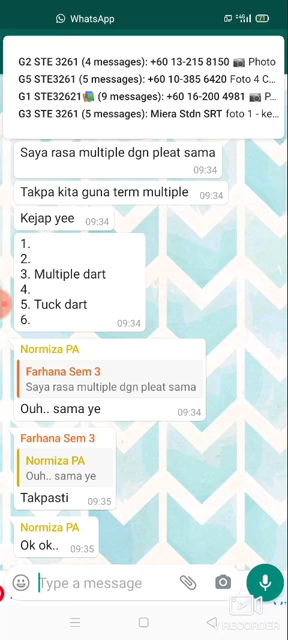 WhatsApp
73
G2 STE 3261 (4 messages): +60 13-215 8150 📷 Photo
G5 STE3261 (5 messages): +60 10-385 6420 Foto 4 C...
G1 STE32621 (9 messages): +60 16-200 4981 📷 P...
G3 STE 3261 (5 messages): Miera Stdn SRT foto 1 - ke...
Saya rasa multiple dgn pleat sama
09:34
Takpa kita guna term multiple 09:34
Kejap yee 09:34
1.
2.
3. Multiple dart
4.
5. Tuck dart
6.
09:34
Normiza PA
Farhana Sem 3
Saya rasa multiple dgn pleat sama
Ouh.. sama ye
09:34
Farhana Sem 3
Normiza PA
Ouh.. sama ye
Takpasti 09:35
Normiza PA
Ok ok.. 09:35
Type a message
RECORDER